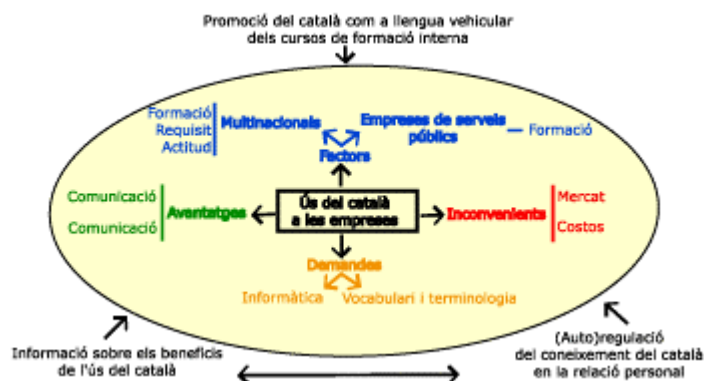 Promoció del català com a llengua vehicular
dels cursos de formació interna
Formació
Requisit
Actitud
Multinacionals
Empreses de serveis
públics
Formació
Factors
Comunicació
Comunicació
Avantatges
Ús del català
a les empreses
Inconvenients
Mercat
Costos
Demandes
Informàtica
Vocabulari i terminologia
Informació sobre els beneficis
de l'ús del català
(Auto)regulació
del coneixement del català
en la relació personal